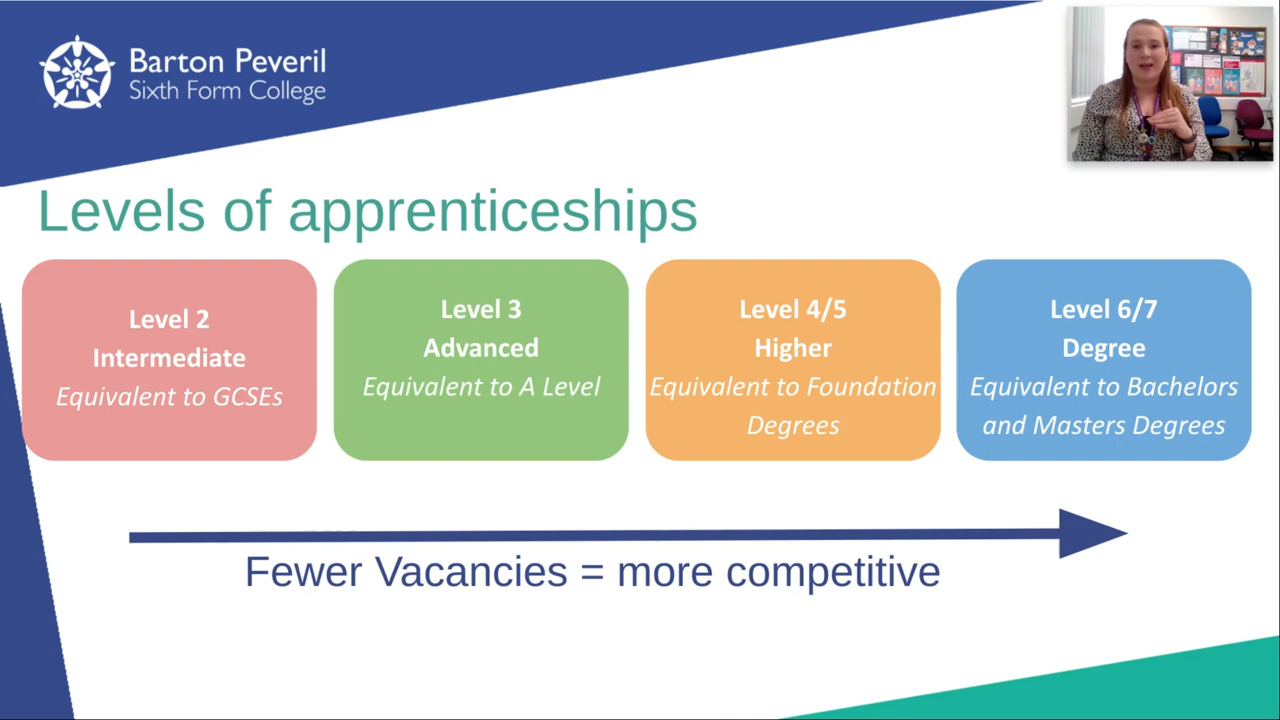 Barton Peveril
Sixth Form College
Levels of apprenticeships
Level 2
Intermediate
Equivalent to GCSEs
Level 3
Advanced
Equivalent to A Level
Level 4/5
Higher
Equivalent to Foundation
Degrees
Level 6/7
Degree
Equivalent to Bachelors
and Masters Degrees
Fewer Vacancies = more competitive